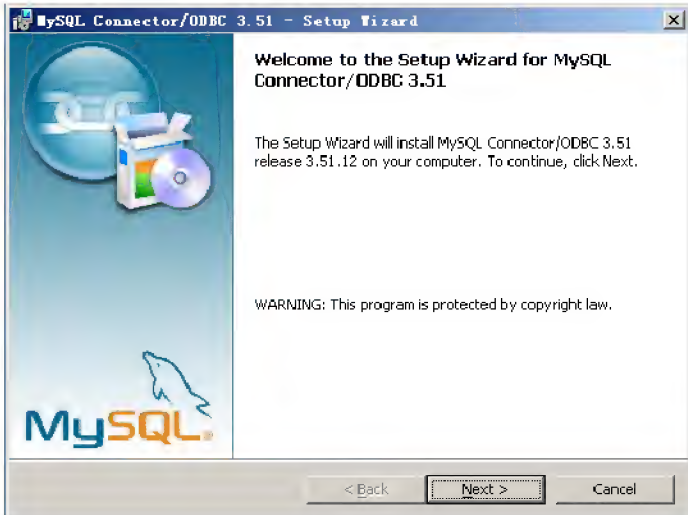 MySQL Connector/ODBC 3.51 - Setup Wizard
Welcome to the Setup Wizard for MySQL
Connector/ODBC 3.51
The Setup Wizard will install MySQL Connector/ODBC 3.51
release 3.51.12 on your computer. To continue, click Next.
WARNING: This program is protected by copyright law.
MySQL.
< Back
Next >
Cancel